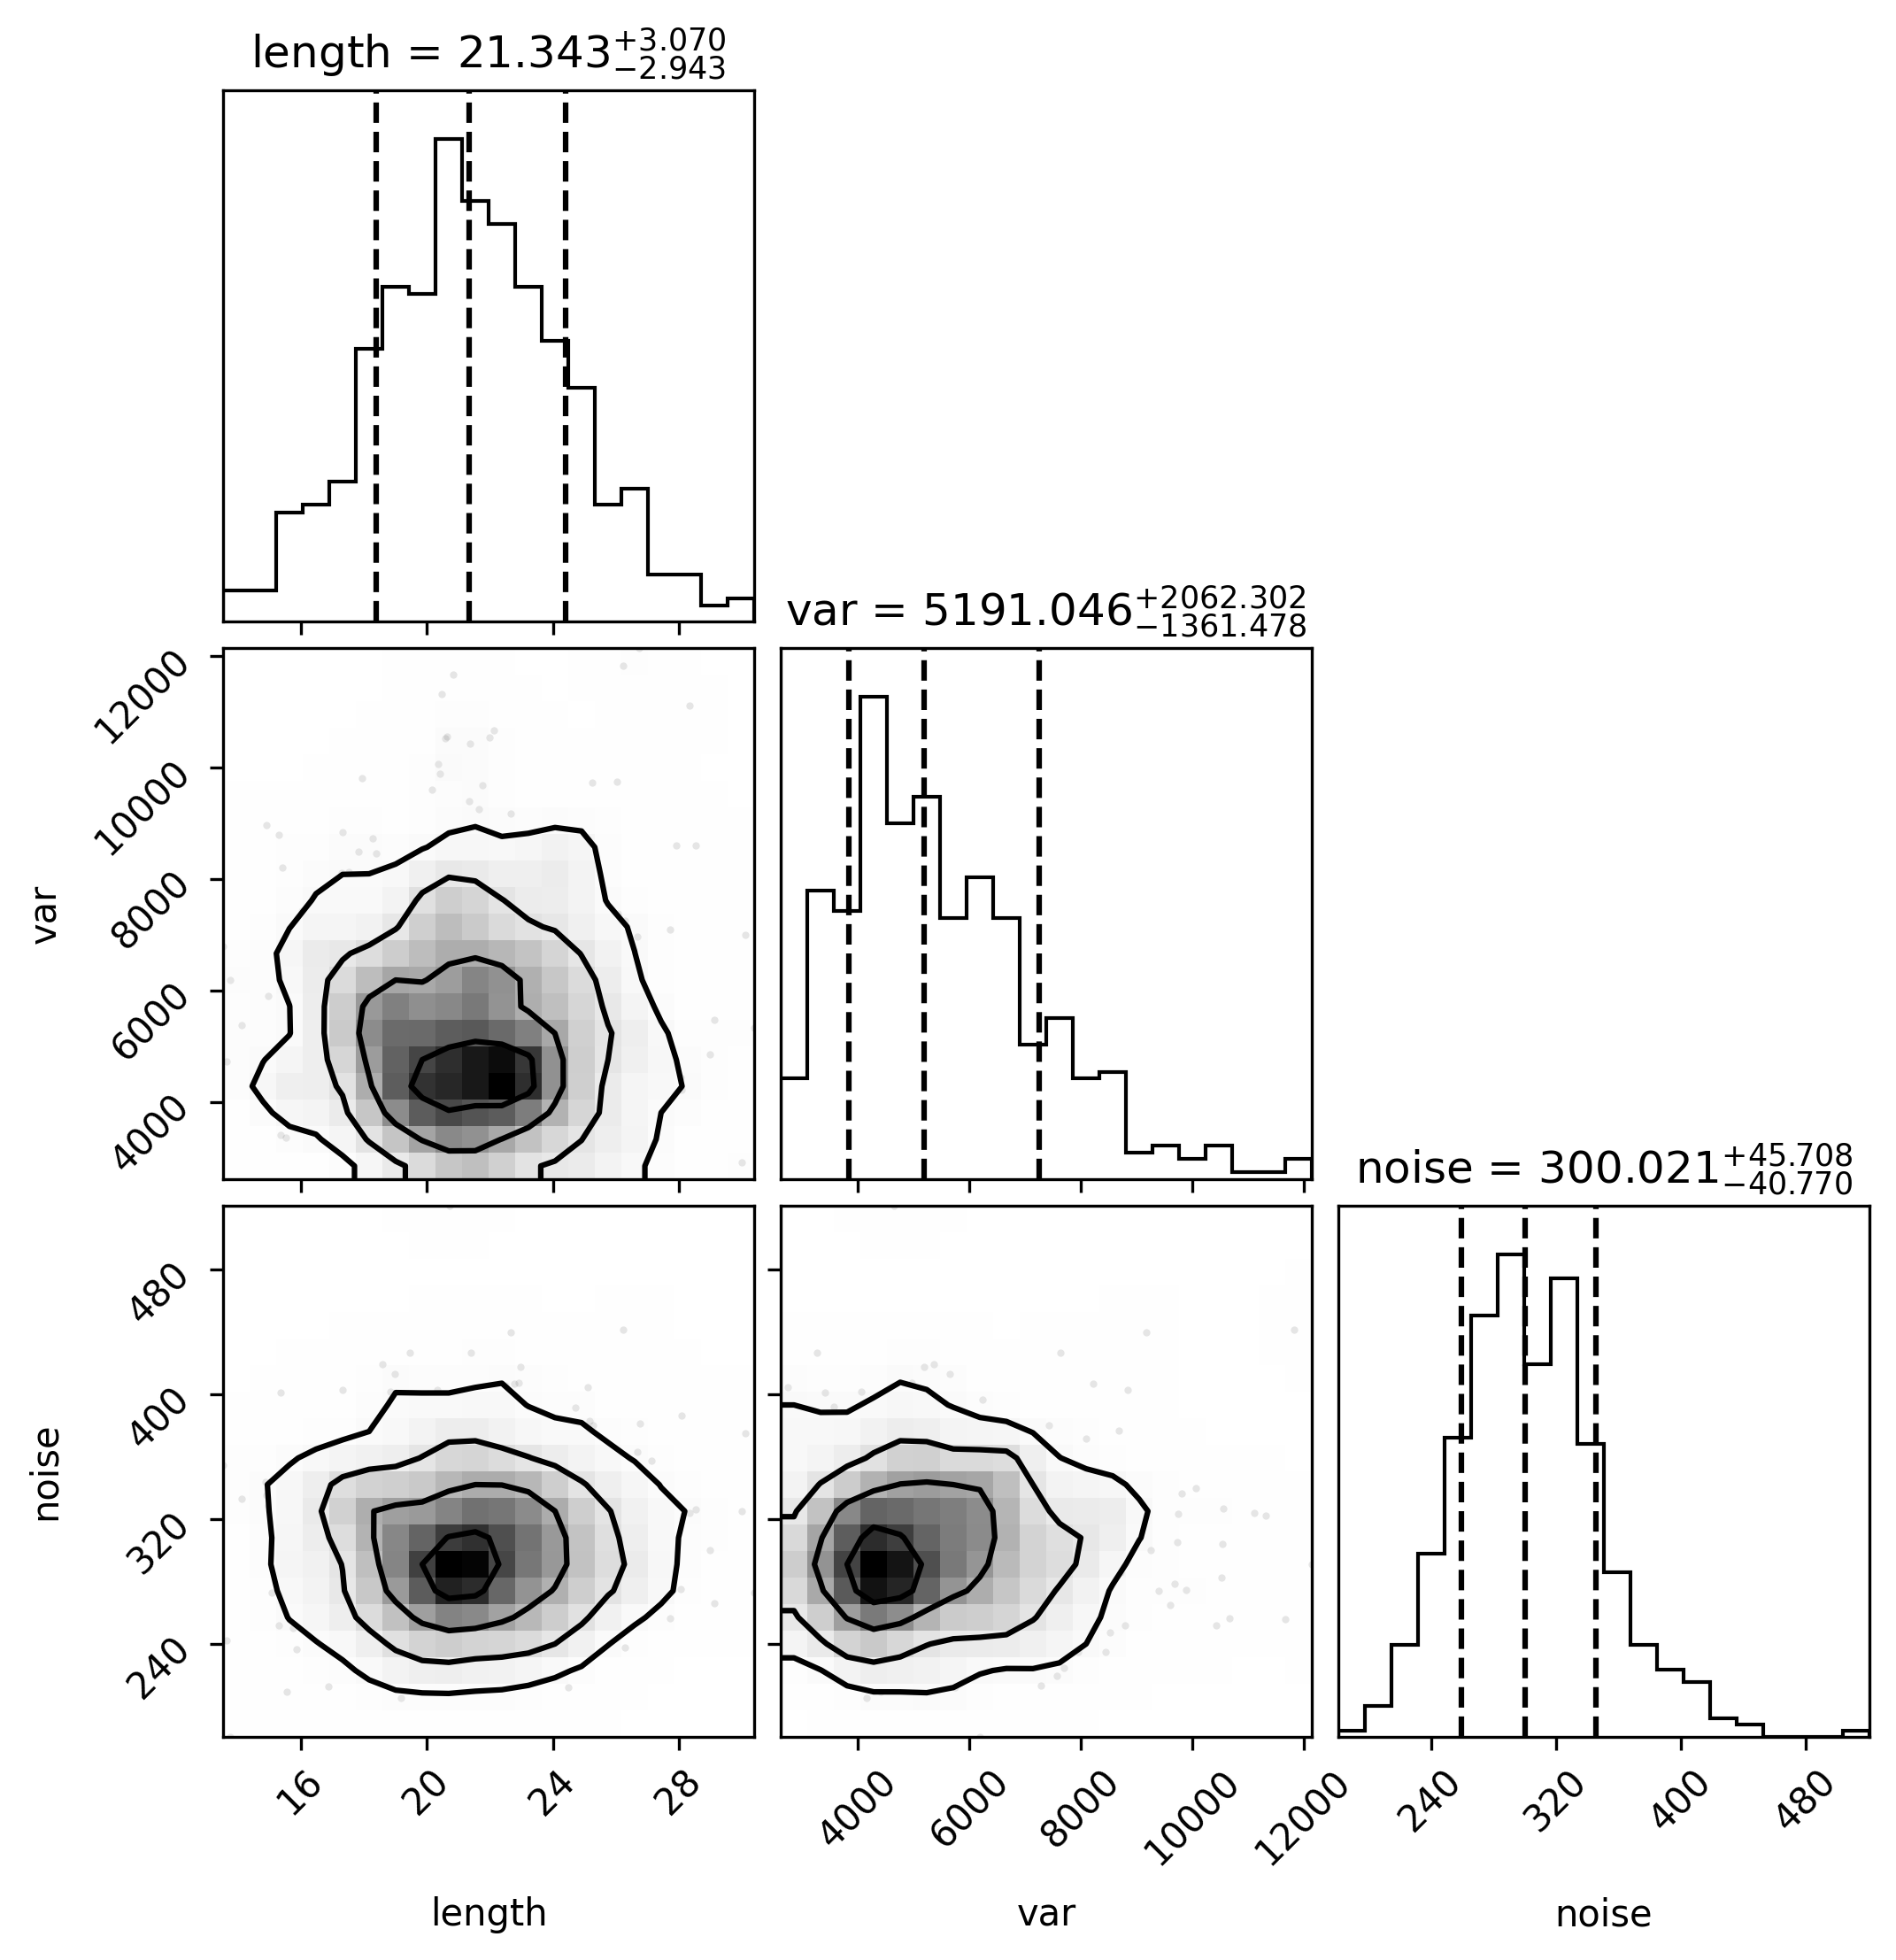 length = 21.343+3.070−2.943
var = 5191.046+2062.302−1361.478
12000
10000
8000
6000
4000
var
noise = 300.021+45.708−40.770
480
400
320
240
noise
16 20 24 28
4000 6000 8000 10000 12000
240 320 400 480
length var noise